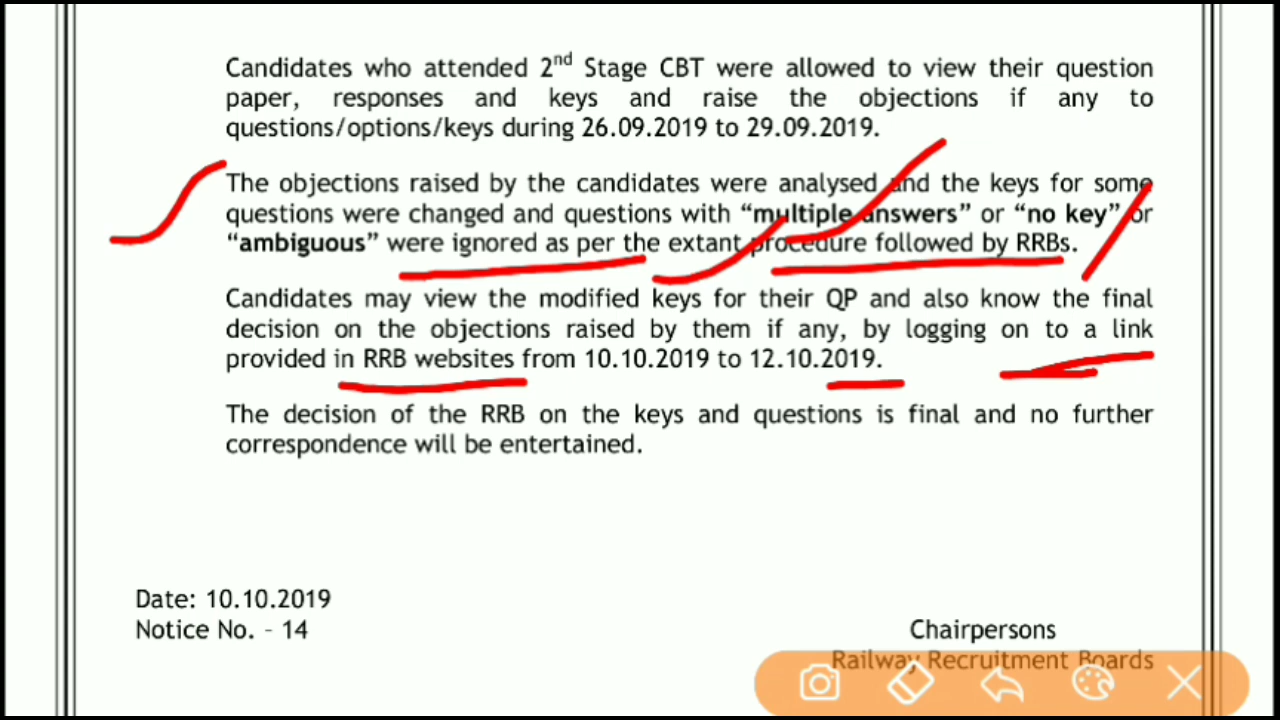 Candidates who attended 2nd Stage CBT were allowed to view their question
paper, responses and keys and raise the objections if any to
questions/options/keys during 26.09.2019 to 29.09.2019.
The objections raised by the candidates were analysed and the keys for some
questions were changed and questions with “multiple answers” or “no key” or
“ambiguous” were ignored as per the extant procedure followed by RRBs.
Candidates may view the modified keys for their QP and also know the final
decision on the objections raised by them if any, by logging on to a link
provided in RRB websites from 10.10.2019 to 12.10.2019.
The decision of the RRB on the keys and questions is final and no further
correspondence will be entertained.
Date: 10.10.2019
Notice No. - 14
Chairpersons
Railway Recruitment Boards